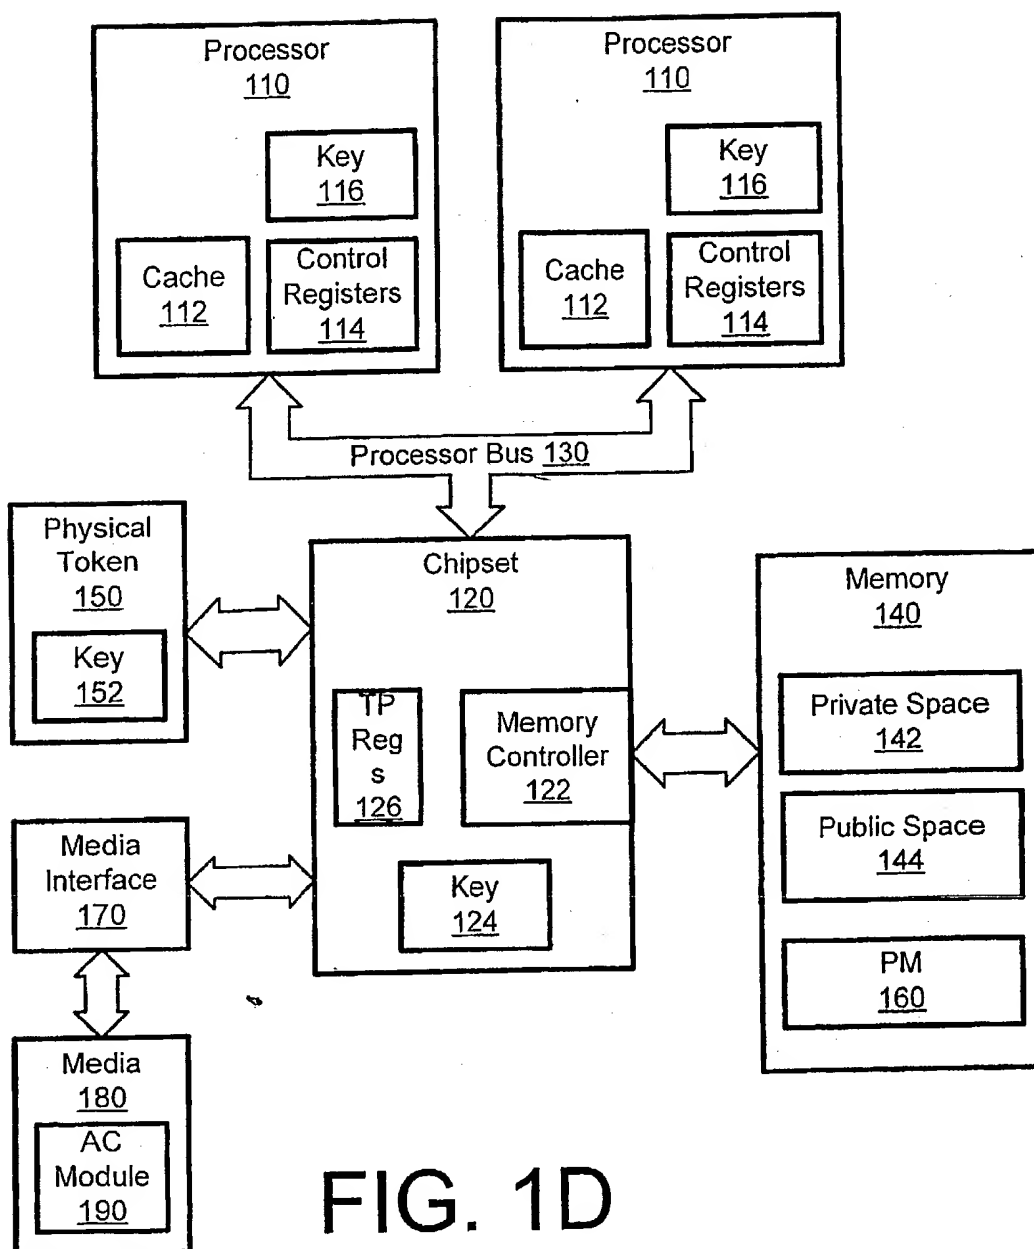 Processor
110
Key
116
Cache
112
Control
Registers
114
Processor
110
Key
116
Cache
112
Control
Registers
114
Processor Bus 130
Physical
Token
150
Key
152
Chipset
120
TP
Reg
s
126
Memory
Controller
122
Key
124
Memory
140
Private Space
142
Public Space
144
PM
160
Media
Interface
170
Media
180
AC
Module
190
FIG. 1D